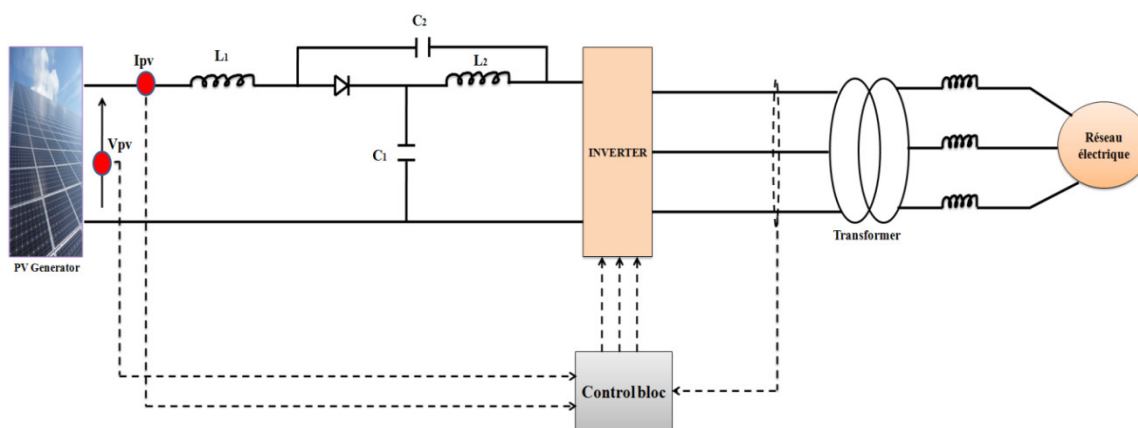 C2
Ipv
L1
L2
Vpv
C1
INVERTER
Réseau
électrique
Transformer
PV Generator
Control bloc